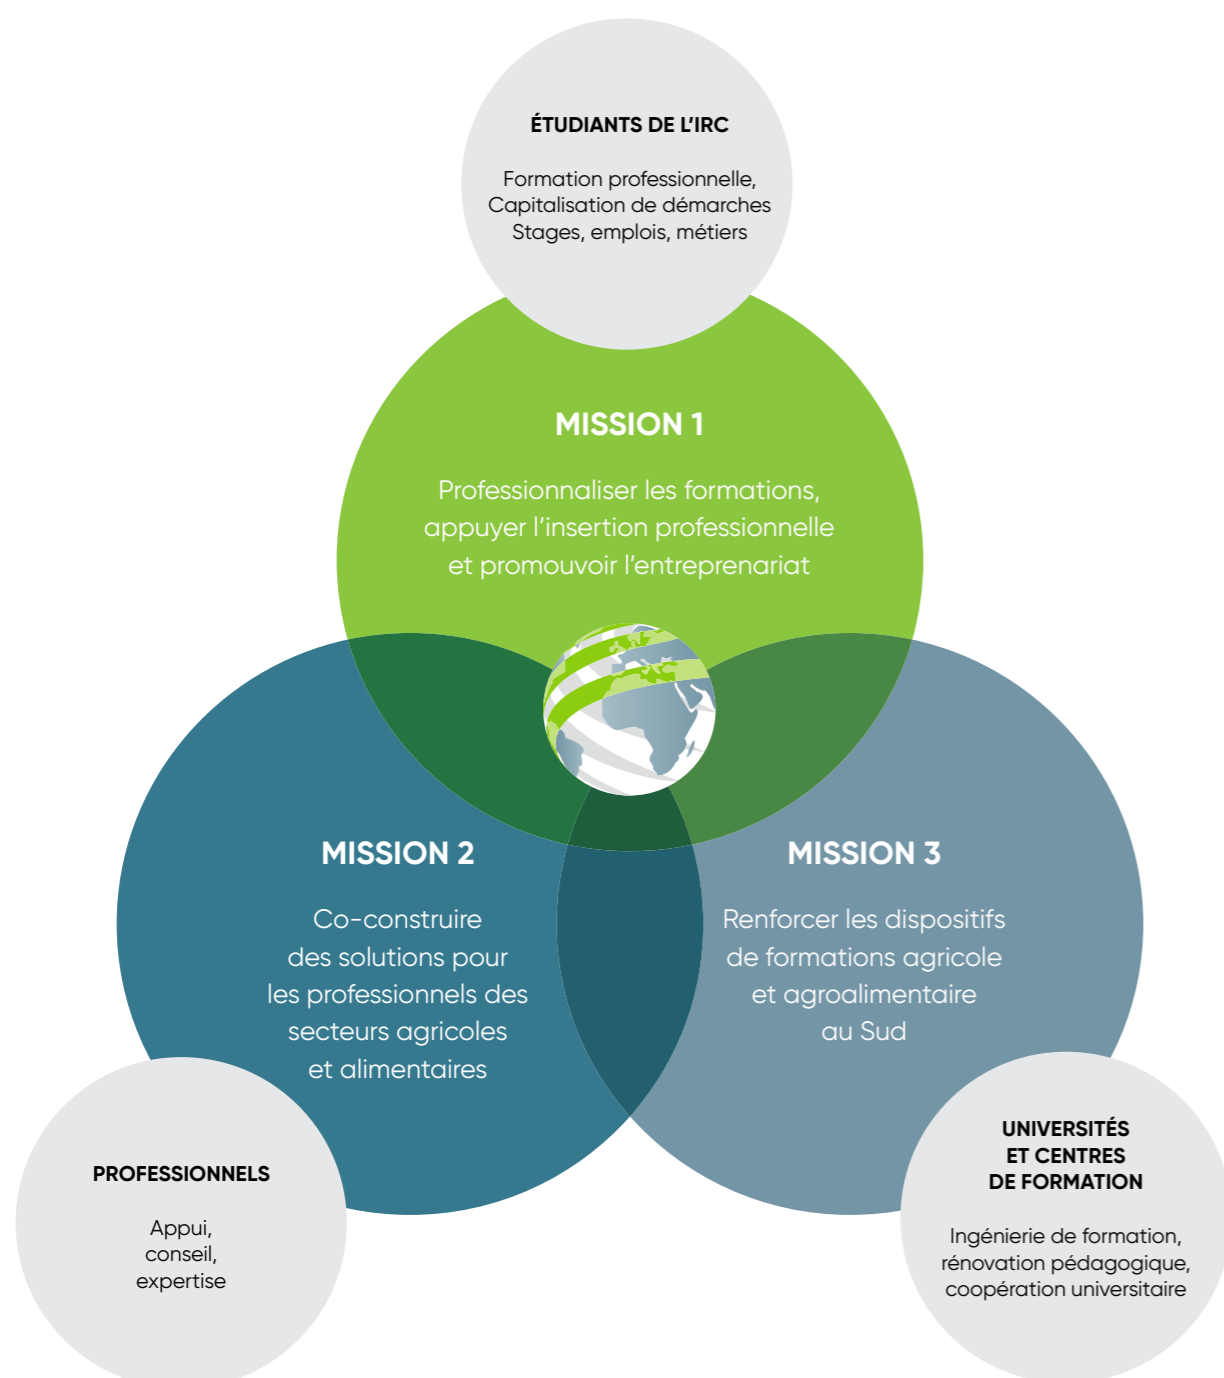 ÉTUDIANTS DE L'IRC
Formation professionnelle,
Capitalisation de démarches
Stages, emplois, métiers
MISSION 1
Professionnaliser les formations,
appuyer l'insertion professionnelle
et promouvoir l'entreprenariat
MISSION 2
Co-construire
des solutions pour
les professionnels des
secteurs agricoles
et alimentaires
MISSION 3
Renforcer les dispositifs
de formations agricole
et agroalimentaire
au Sud
PROFESSIONNELS
Appui,
conseil,
expertise
UNIVERSITÉS
ET CENTRES
DE FORMATION
Ingénierie de formation,
rénovation pédagogique,
coopération universitaire